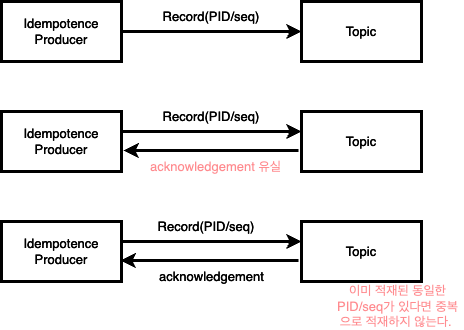 Record(PID/seq)
Idempotence
Producer
Topic
Record(PID/seq)
Idempotence
Producer
Topic
acknowledgement 유실
Record(PID/seq)
Idempotence
Producer
Topic
acknowledgement
이미 적재된 동일한
PID/seq가 있다면 중복
으로 적재하지 않는다.